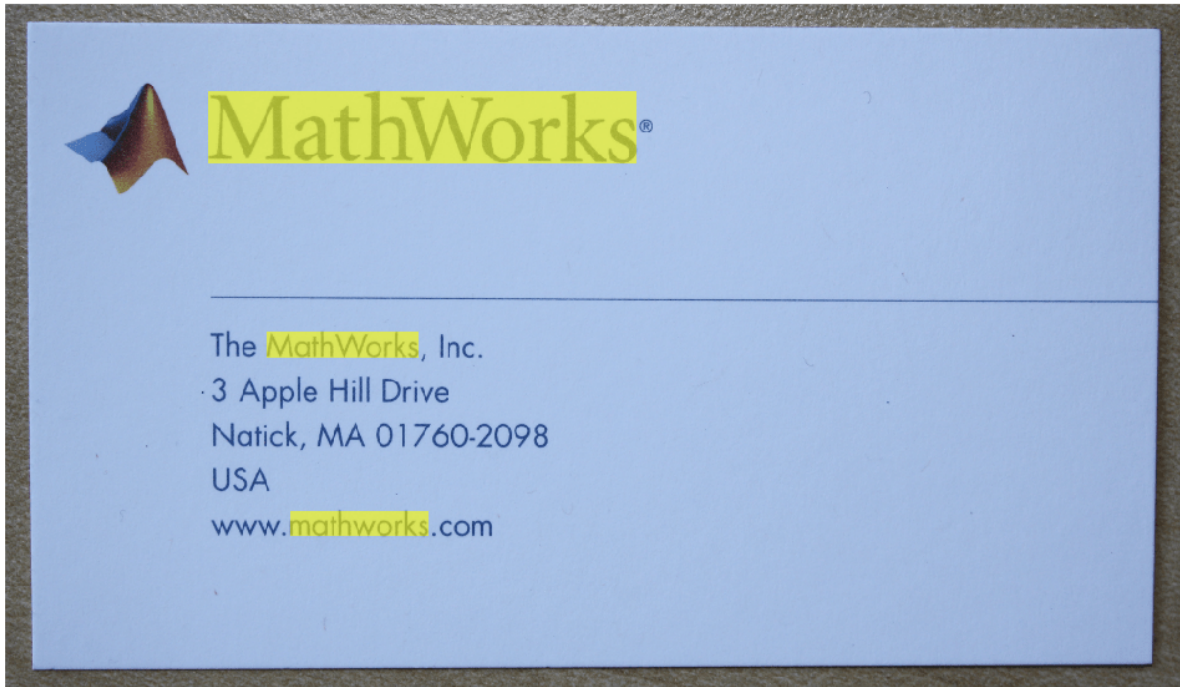 MathWorks®
The MathWorks, Inc.
3 Apple Hill Drive
Natick, MA 01760-2098
USA
www.mathworks.com